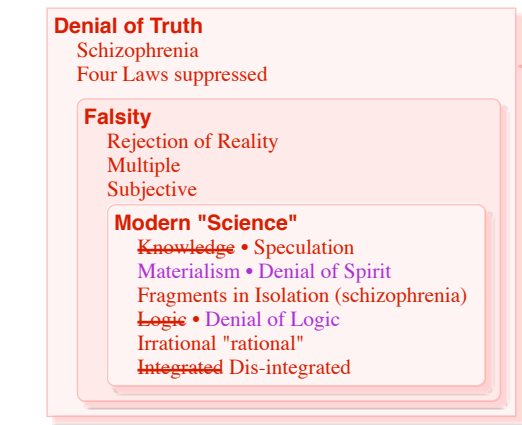 Denial of Truth
Schizophrenia
Four Laws suppressed
Falsity
Rejection of Reality
Multiple
Subjective
Modern "Science"
Knowledge • Speculation
Materialism • Denial of Spirit
Fragments in Isolation (schizophrenia)
Logic • Denial of Logic
Irrational "rational"
Integrated Dis-integrated